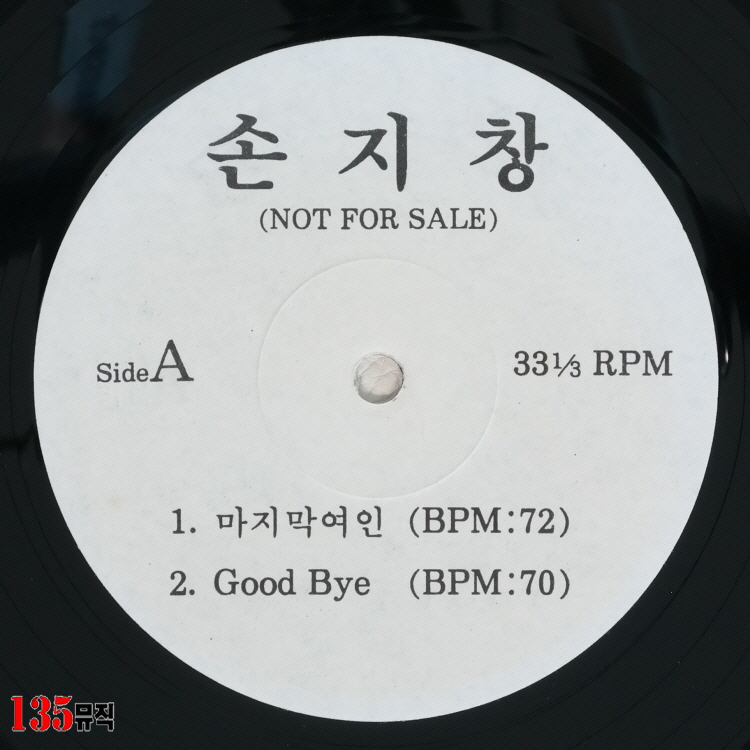 손지창
(NOT FOR SALE)
Side A
33⅓ RPM
1. 마지막여인 (BPM:72)
2. Good Bye (BPM:70)
135뮤직